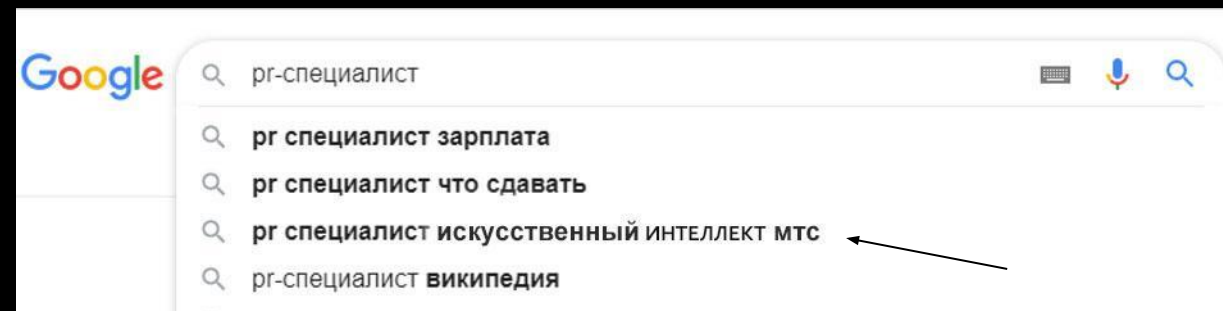 Google
pr-специалист
pr специалист зарплата
pr специалист что сдавать
pr специалист искусственный ИНТЕЛЛЕКТ мтс
pr-специалист википедия